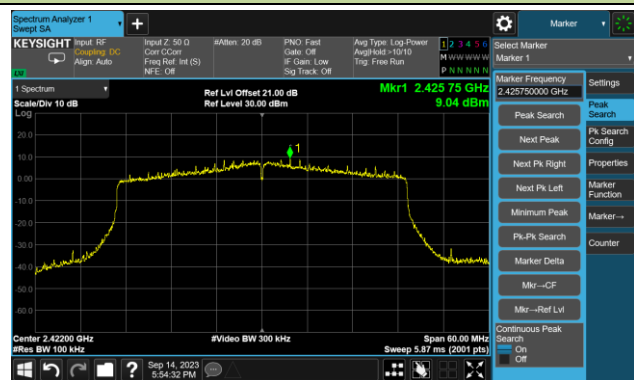 Spectrum Analyzer 1
Swept SA
Marker
KEYSIGHT
Input: RF
Coupling: DC
Align: Auto
Input Z: 50 Ω
Corr CCorr
Freq Ref: Int (S)
NFE: Off
#Atten: 20 dB
PNO: Fast
Gate: Off
IF Gain: Low
Sig Track: Off
Avg Type: Log-Power
Avg|Hold:>10/10
Trig: Free Run
1 2 3 4 5 6
M W W W W W
P N N N N N
Select Marker
Marker 1
LXI
1 Spectrum
Scale/Div 10 dB
Log
Ref Lvl Offset 21.00 dB
Ref Level 30.00 dBm
Mkr1 2.425 75 GHz
9.04 dBm
Marker Frequency
2.425750000 GHz
Settings
Peak Search
Peak
Search
Next Peak
Pk Search
Config
Next Pk Right
Properties
Next Pk Left
Marker
Function
Minimum Peak
Marker→
Pk-Pk Search
Counter
Marker Delta
Mkr→CF
Mkr→Ref Lvl
Continuous Peak
Search
On
Off
1
20.0
10.0
0.00
-10.0
-20.0
-30.0
-40.0
-50.0
-60.0
Center 2.42200 GHz
#Res BW 100 kHz
#Video BW 300 kHz
Span 60.00 MHz
Sweep 5.87 ms (2001 pts)
?
Sep 14, 2023
5:54:32 PM